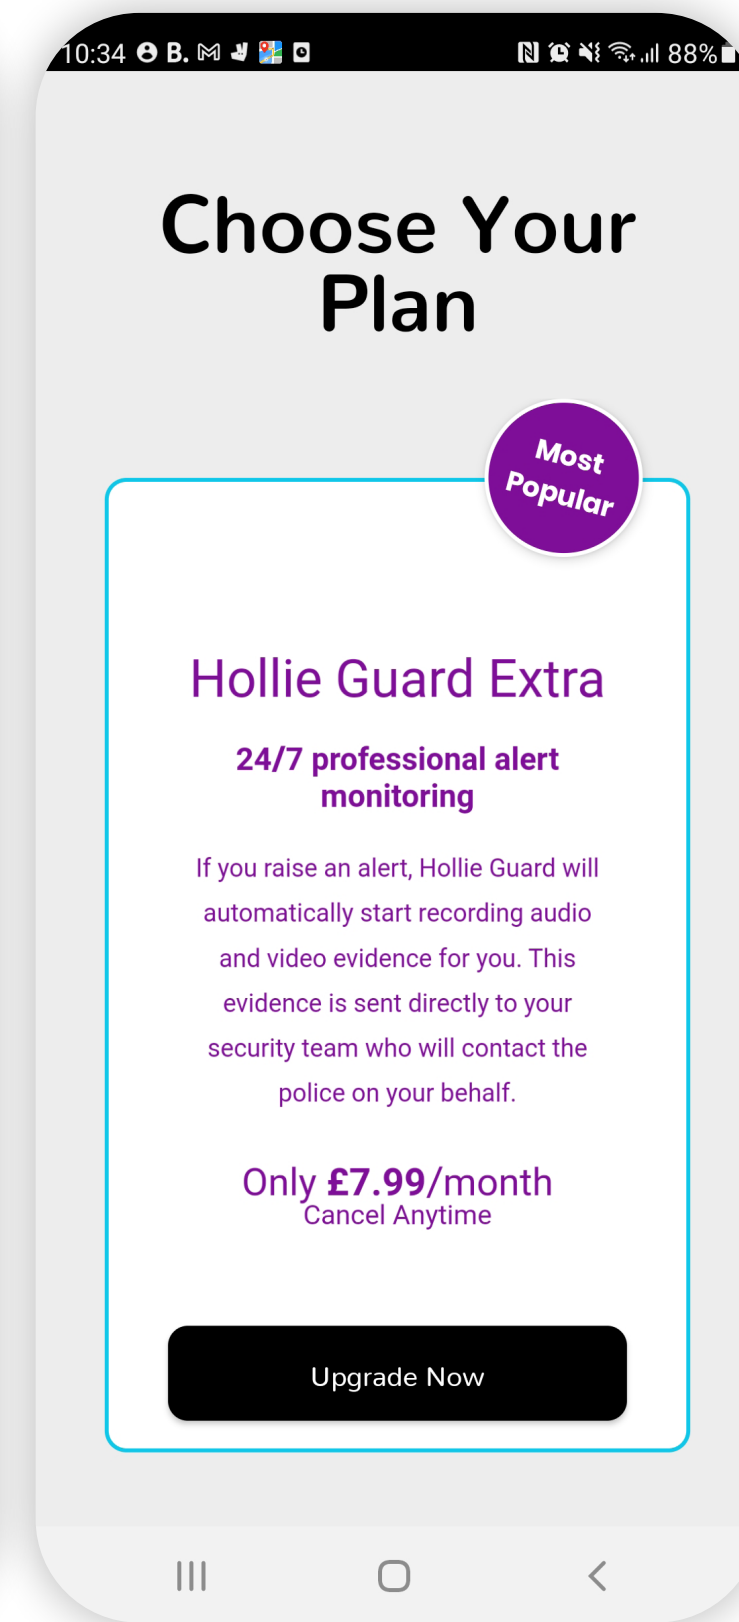 10:34 B. 88%
Choose Your
Plan
Most
Popular
Hollie Guard Extra
24/7 professional alert
monitoring
If you raise an alert, Hollie Guard will
automatically start recording audio
and video evidence for you. This
evidence is sent directly to your
security team who will contact the
police on your behalf.
Only £7.99/month
Cancel Anytime
Upgrade Now